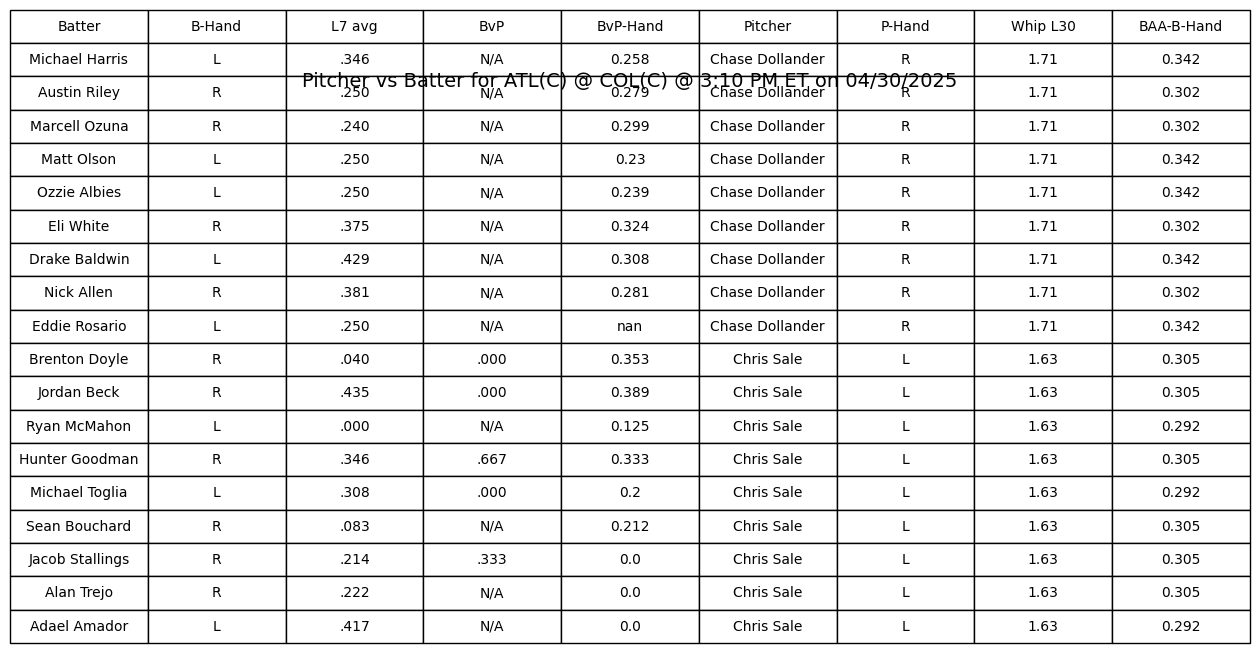 Batter B-Hand L7 avg BvP BvP-Hand Pitcher P-Hand Whip L30 BAA-B-Hand
Michael Harris L .346 N/A 0.258 Chase Dollander R 1.71 0.342
Pitcher vs Batter for ATL(C) @ COL(C) @ 3:10 PM ET on 04/30/2025
Austin Riley R .250 N/A 0.279 Chase Dollander R 1.71 0.302
Marcell Ozuna R .240 N/A 0.299 Chase Dollander R 1.71 0.302
Matt Olson L .250 N/A 0.23 Chase Dollander R 1.71 0.342
Ozzie Albies L .250 N/A 0.239 Chase Dollander R 1.71 0.342
Eli White R .375 N/A 0.324 Chase Dollander R 1.71 0.302
Drake Baldwin L .429 N/A 0.308 Chase Dollander R 1.71 0.342
Nick Allen R .381 N/A 0.281 Chase Dollander R 1.71 0.302
Eddie Rosario L .250 N/A nan Chase Dollander R 1.71 0.342
Brenton Doyle R .040 .000 0.353 Chris Sale L 1.63 0.305
Jordan Beck R .435 .000 0.389 Chris Sale L 1.63 0.305
Ryan McMahon L .000 N/A 0.125 Chris Sale L 1.63 0.292
Hunter Goodman R .346 .667 0.333 Chris Sale L 1.63 0.305
Michael Toglia L .308 .000 0.2 Chris Sale L 1.63 0.292
Sean Bouchard R .083 N/A 0.212 Chris Sale L 1.63 0.305
Jacob Stallings R .214 .333 0.0 Chris Sale L 1.63 0.305
Alan Trejo R .222 N/A 0.0 Chris Sale L 1.63 0.305
Adael Amador L .417 N/A 0.0 Chris Sale L 1.63 0.292